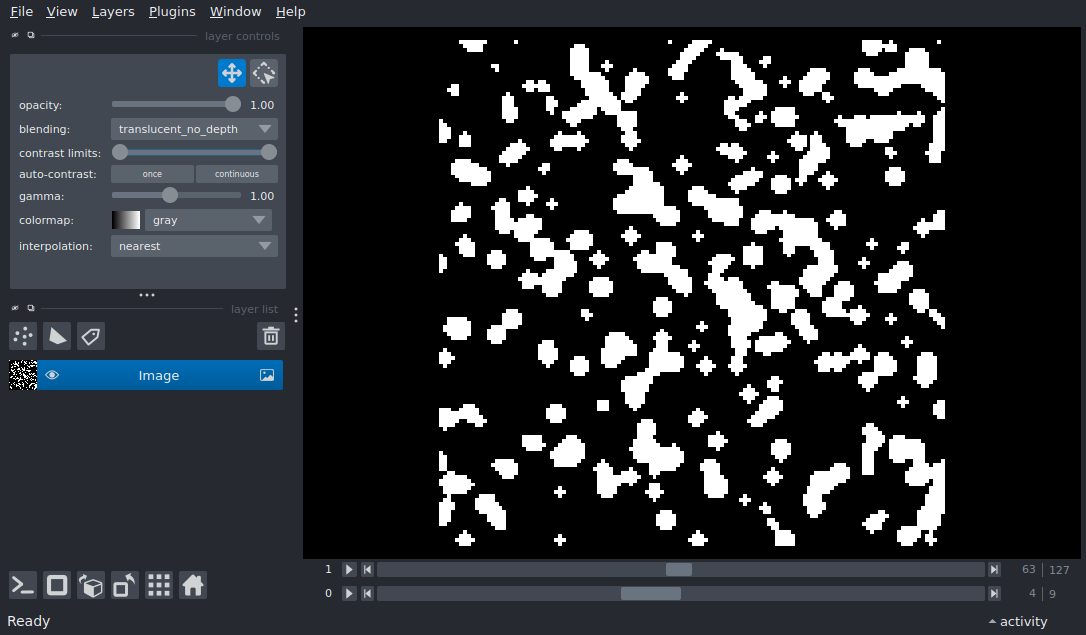 File View Layers Plugins Window Help
layer controls
opacity: 1.00
blending: translucent_no_depth
contrast limits:
auto-contrast: once continuous
gamma: 1.00
colormap: gray
interpolation: nearest
layer list
Image
1 63 127
0 4 9
Ready activity